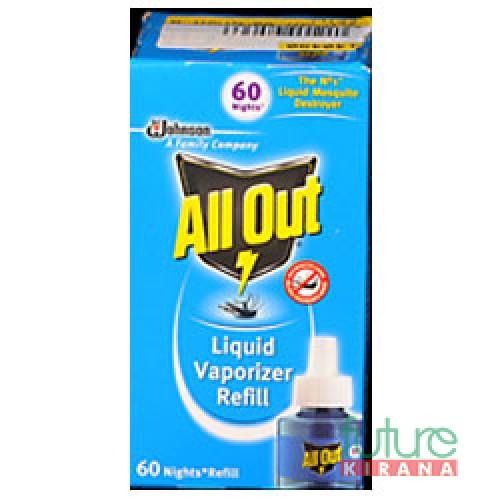 60
Nights*
The Nº1*
Liquid Mosquito
Destroyer
Johnson
A Family Company
All Out
Liquid
Vaporizer
Refill
All Out
60 Nights*Refill
future
KIRANA